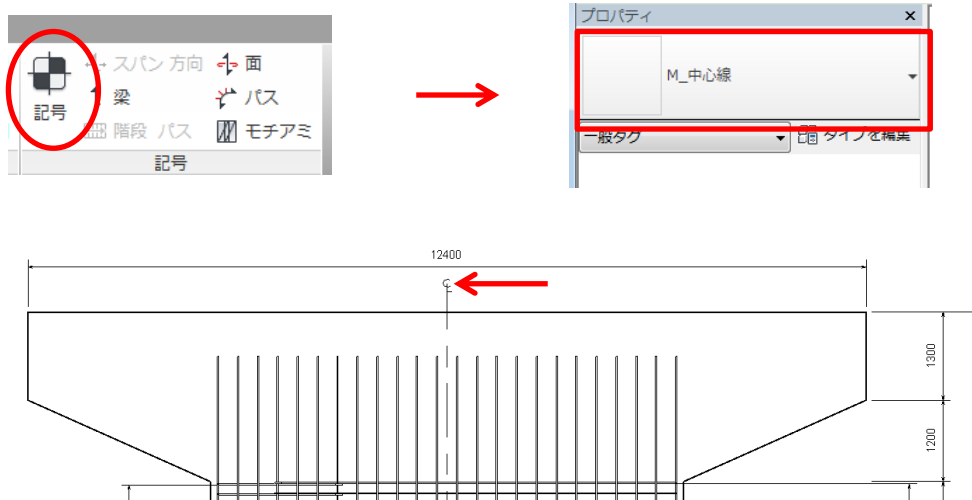 プロパティ
スパン 方向
面
M_中心線
記号
梁
パス
階段 パス
モチアミ
一般タグ
タイプを編集
記号
12400
CL
1300
1200